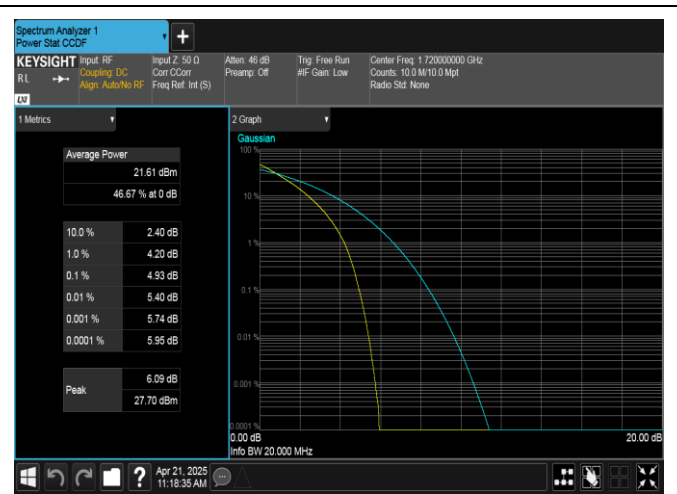 Spectrum Analyzer 1
Power Stat CCDF
+
KEYSIGHT
RL
LXI
Input: RF
Coupling: DC
Align: Auto/No RF
Input Z: 50 Ω
Corr CCorr
Freq Ref: Int (S)
Atten: 46 dB
Preamp: Off
Trig: Free Run
#IF Gain: Low
Center Freq: 1.720000000 GHz
Counts: 10.0 M/10.0 Mpt
Radio Std: None
1 Metrics
Average Power
21.61 dBm
46.67 % at 0 dB
10.0 % 2.40 dB
1.0 % 4.20 dB
0.1 % 4.93 dB
0.01 % 5.40 dB
0.001 % 5.74 dB
0.0001 % 5.95 dB
Peak
6.09 dB
27.70 dBm
2 Graph
Gaussian
100 %
10 %
1 %
0.1 %
0.01 %
0.001 %
0.0001 %
0.00 dB 20.00 dB
Info BW 20.000 MHz
?
Apr 21, 2025
11:18:35 AM